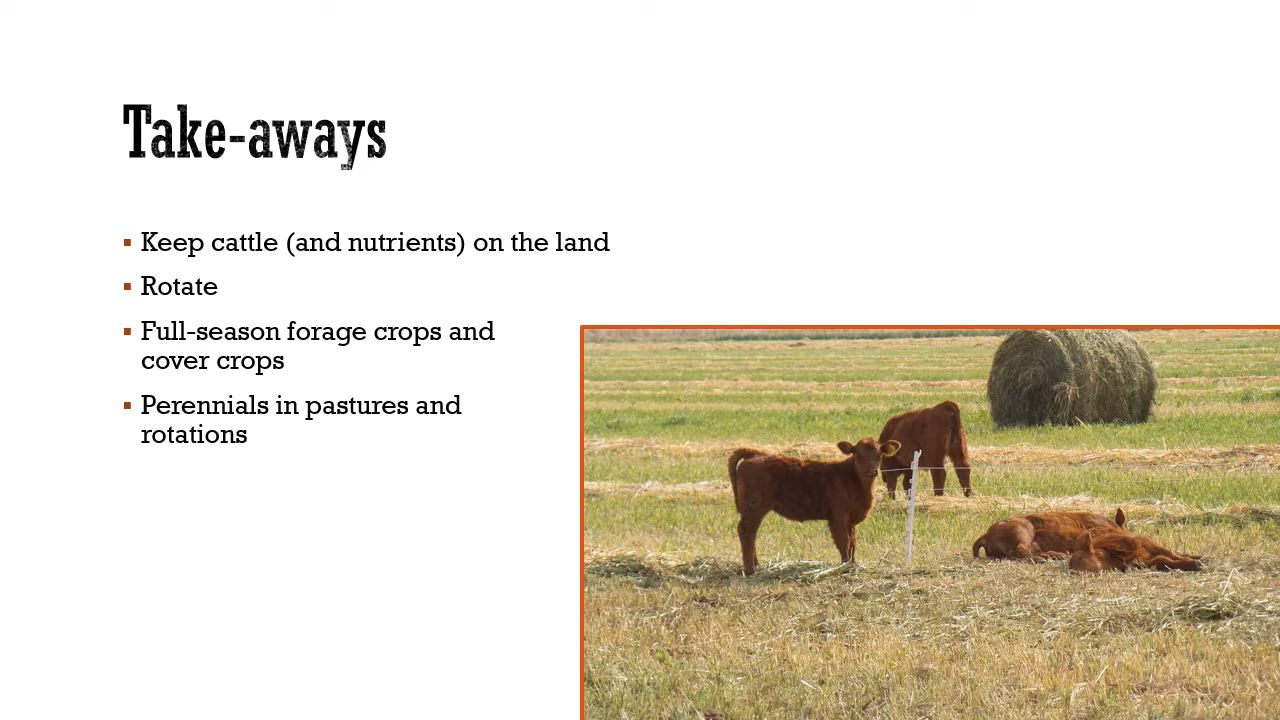 Take-aways
▪ Keep cattle (and nutrients) on the land
▪ Rotate
▪ Full-season forage crops and
cover crops
▪ Perennials in pastures and
rotations